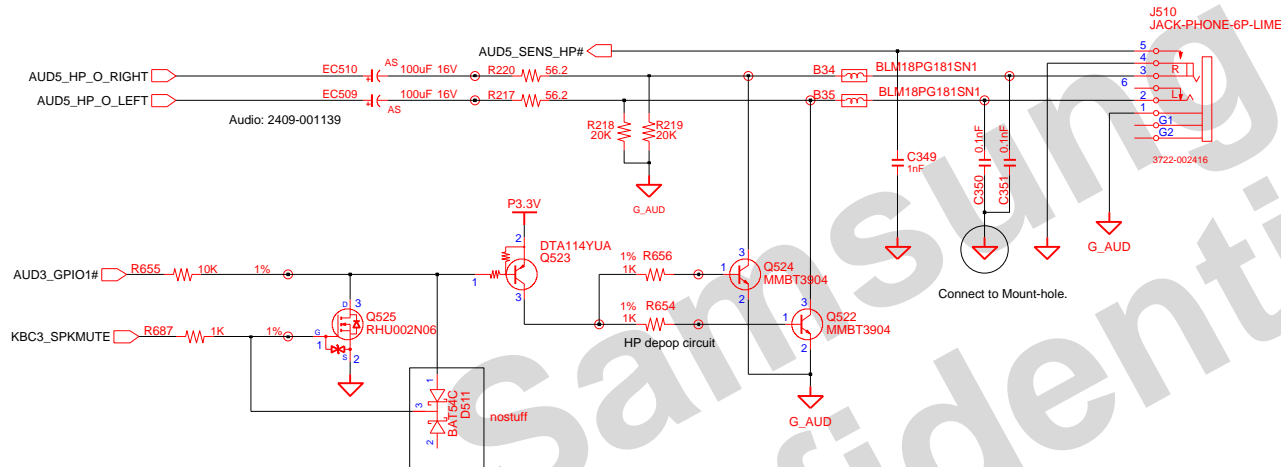 J510
JACK-PHONE-6P-LIME
AUD5_SENS_HP#
5
4
3
R
6
2
L
1
G1
G2
3722-002416
AUD5_HP_O_RIGHT
EC510
AS
100uF 16V
R220
56.2
B34
BLM18PG181SN1
AUD5_HP_O_LEFT
EC509
AS
100uF 16V
R217
56.2
B35
BLM18PG181SN1
Audio: 2409-001139
R218
20K
R219
20K
G_AUD
C349
1nF
C350
0.1nF
C351
0.1nF
G_AUD
Connect to Mount-hole.
P3.3V
2
DTA114YUA
Q523
1
3
AUD3_GPIO1#
R655
10K
1%
1%
R656
1K
1
3
Q524
MMBT3904
2
1%
R654
1K
1
3
Q522
MMBT3904
2
HP depop circuit
G_AUD
KBC3_SPKMUTE
R687
1K
1%
D
3
Q525
RHU002N06
G
1
S
2
1
3
2
BAT54C
D511
nostuff
Samsung
fidenti